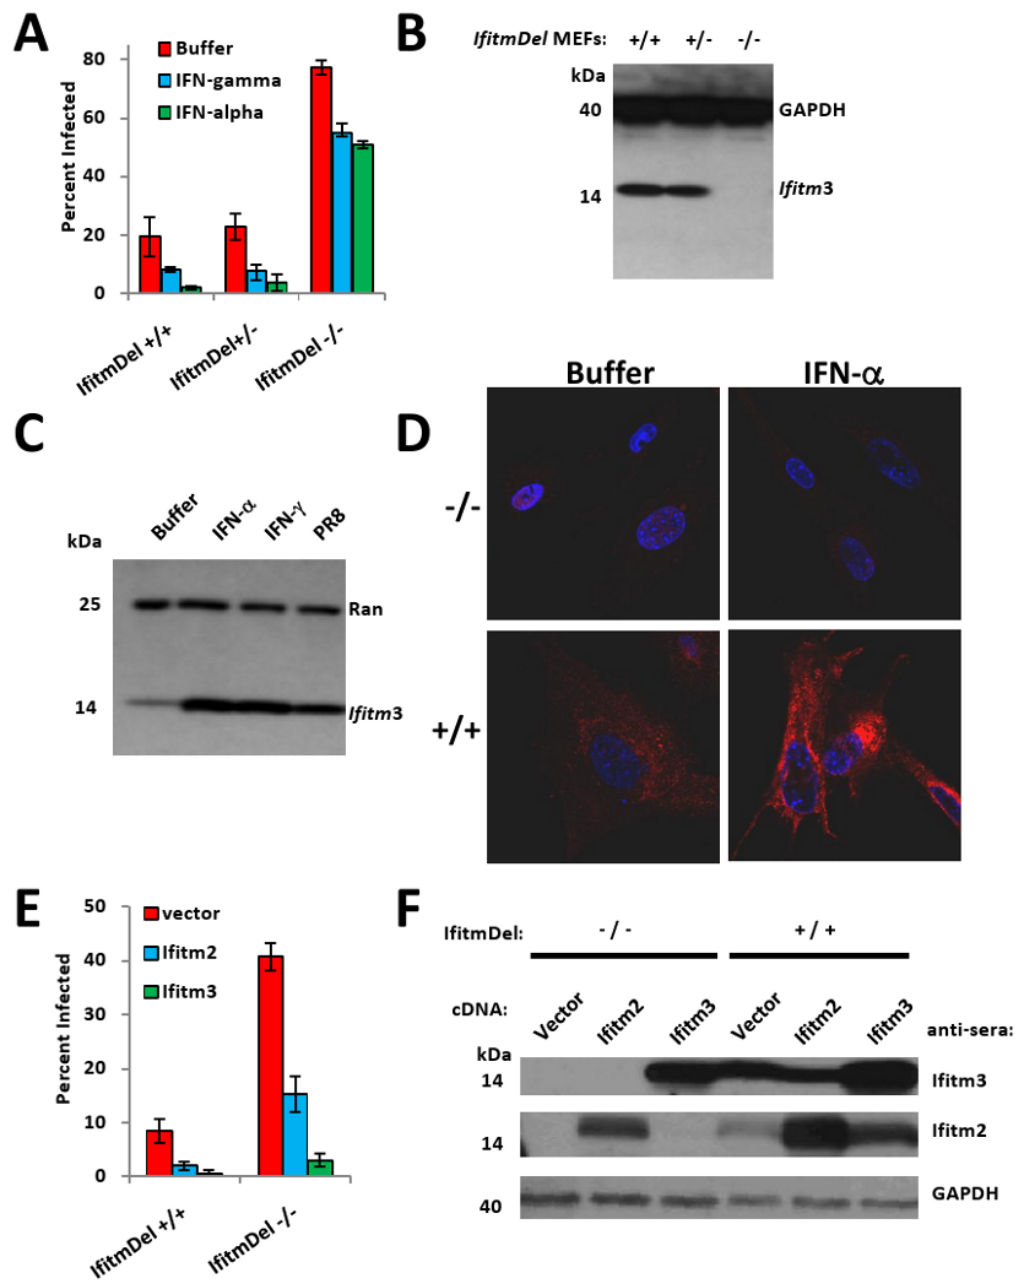 A
Buffer
IFN-gamma
IFN-alpha
Percent Infected
80
60
40
20
0
IfitmDel +/+
IfitmDel+/-
IfitmDel -/-
B
IfitmDel MEFs: +/+ +/- -/-
kDa
40
GAPDH
14
Ifitm3
C
Buffer
IFN-α
IFN-γ
PR8
kDa
25
Ran
14
Ifitm3
D
Buffer
IFN-α
-/-
+/+
E
vector
Ifitm2
Ifitm3
Percent Infected
50
40
30
20
10
0
IfitmDel +/+
IfitmDel -/-
F
IfitmDel: - / - + / +
cDNA: Vector Ifitm2 Ifitm3 Vector Ifitm2 Ifitm3 anti-sera:
kDa
14
Ifitm3
14
Ifitm2
40
GAPDH